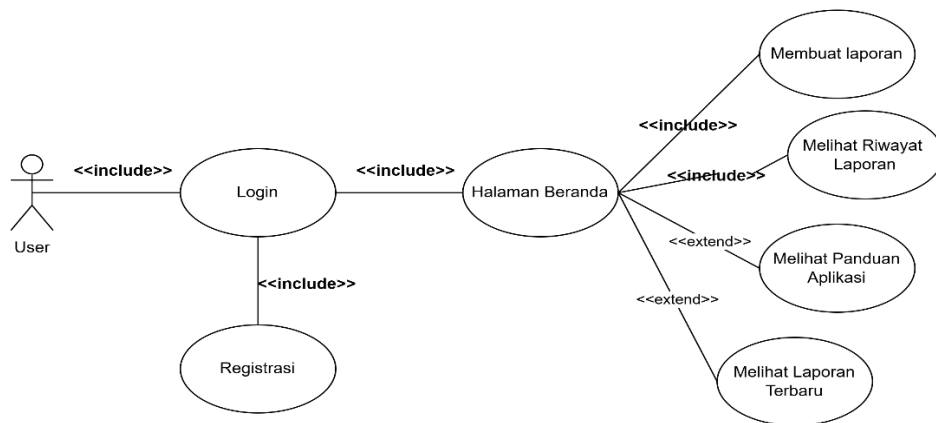 Membuat laporan
<<include>>
<<include>>
<<include>>
Melihat Riwayat
Laporan
<<include>>
Login
Halaman Beranda
User
<<extend>>
Melihat Panduan
Aplikasi
<<include>>
<<extend>>
Registrasi
Melihat Laporan
Terbaru